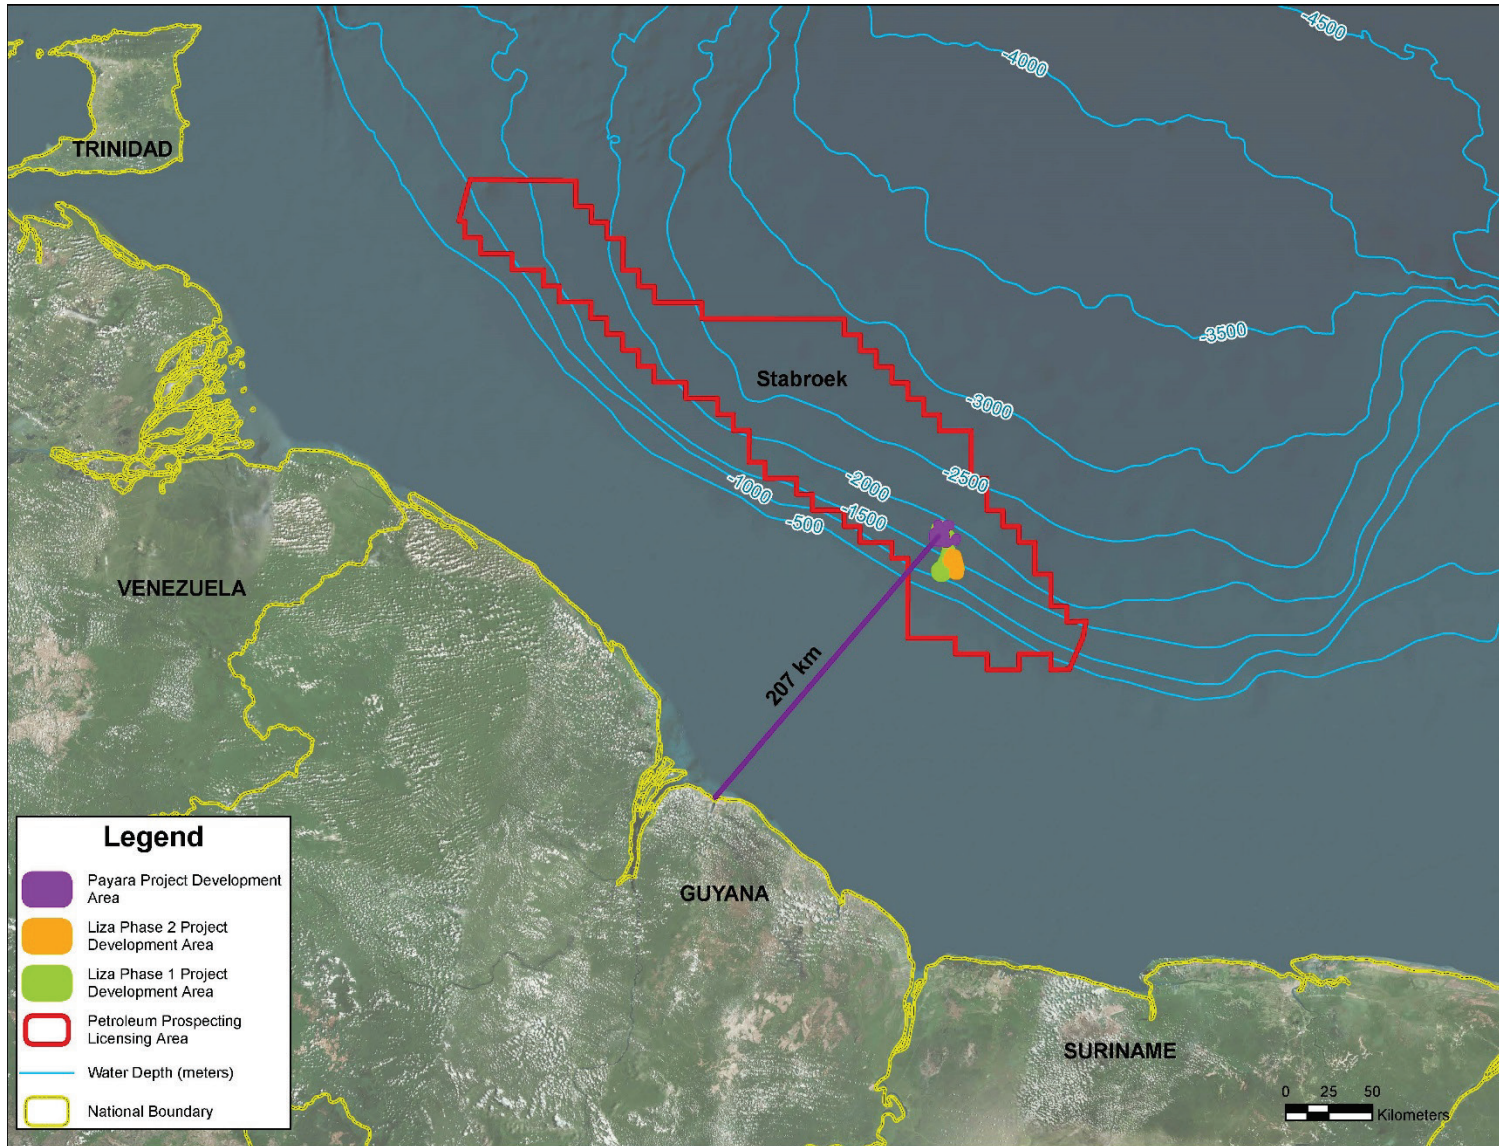 -4500
-4000
TRINIDAD
-3500
Stabroek
-3000
-2500
-2000
-1000
-1500
-500
VENEZUELA
207 km
GUYANA
SURINAME
Legend
Payara Project Development
Area
Liza Phase 2 Project
Development Area
Liza Phase 1 Project
Development Area
Petroleum Prospecting
Licensing Area
Water Depth (meters)
National Boundary
0 25 50
Kilometers